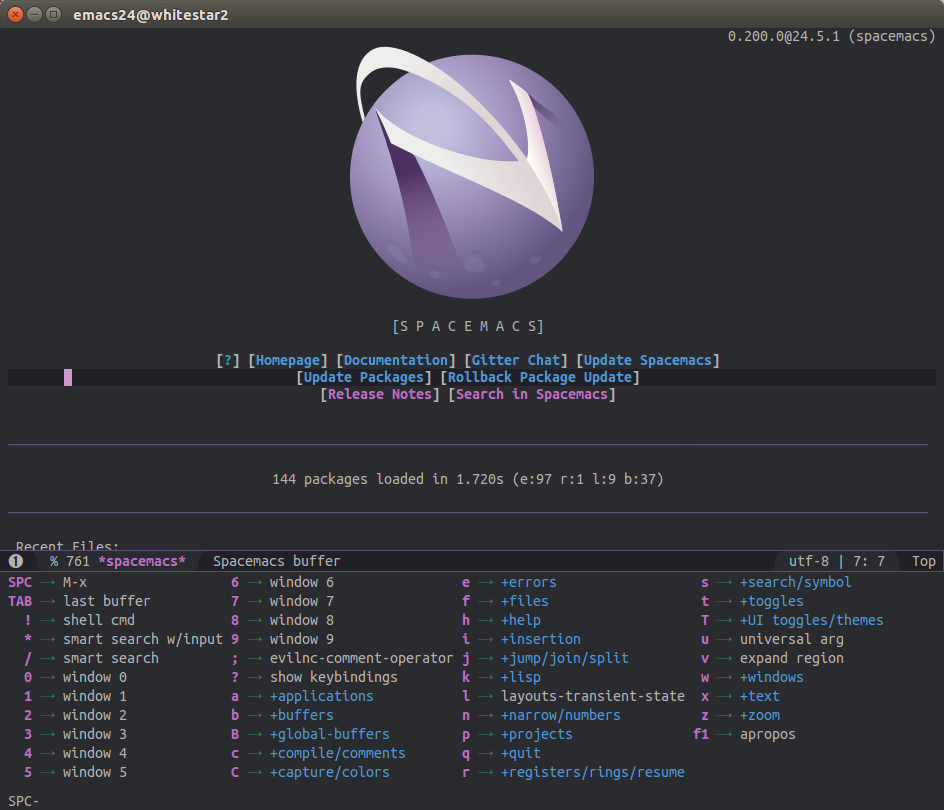 emacs24@whitestar2
0.200.0@24.5.1 (spacemacs)
[S P A C E M A C S]
[?] [Homepage] [Documentation] [Gitter Chat] [Update Spacemacs]
[Update Packages] [Rollback Package Update]
[Release Notes] [Search in Spacemacs]
144 packages loaded in 1.720s (e:97 r:1 l:9 b:37)
Recent Files:
1 % 761 *spacemacs* Spacemacs buffer utf-8 | 7: 7 Top
SPC → M-x 6 → window 6 e → +errors s → +search/symbol
TAB → last buffer 7 → window 7 f → +files t → +toggles
! → shell cmd 8 → window 8 h → +help T → +UI toggles/themes
* → smart search w/input 9 → window 9 i → +insertion u → universal arg
/ → smart search ; → evilnc-comment-operator j → +jump/join/split v → expand region
0 → window 0 ? → show keybindings k → +lisp w → +windows
1 → window 1 a → +applications l → layouts-transient-state x → +text
2 → window 2 b → +buffers n → +narrow/numbers z → +zoom
3 → window 3 B → +global-buffers p → +projects f1 → apropos
4 → window 4 c → +compile/comments q → +quit
5 → window 5 C → +capture/colors r → +registers/rings/resume
SPC-